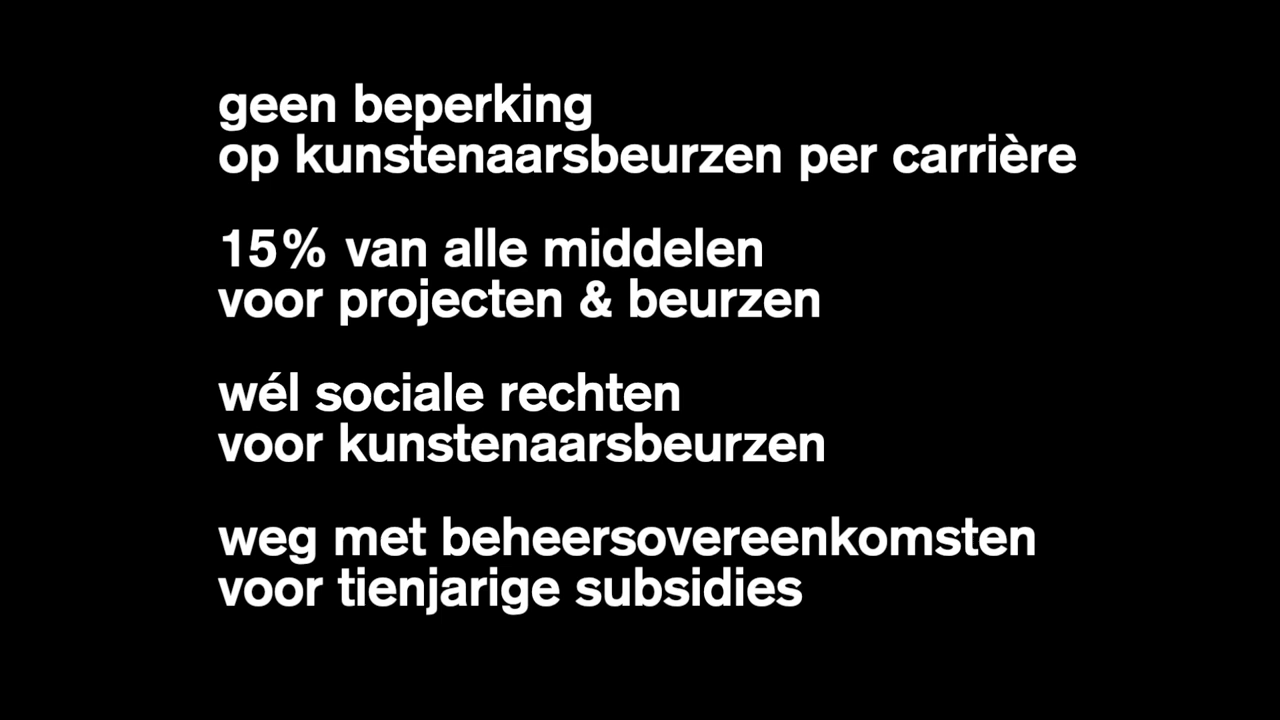 geen beperking
op kunstenaarsbeurzen per carrière
15% van alle middelen
voor projecten & beurzen
wél sociale rechten
voor kunstenaarsbeurzen
weg met beheersovereenkomsten
voor tienjarige subsidies